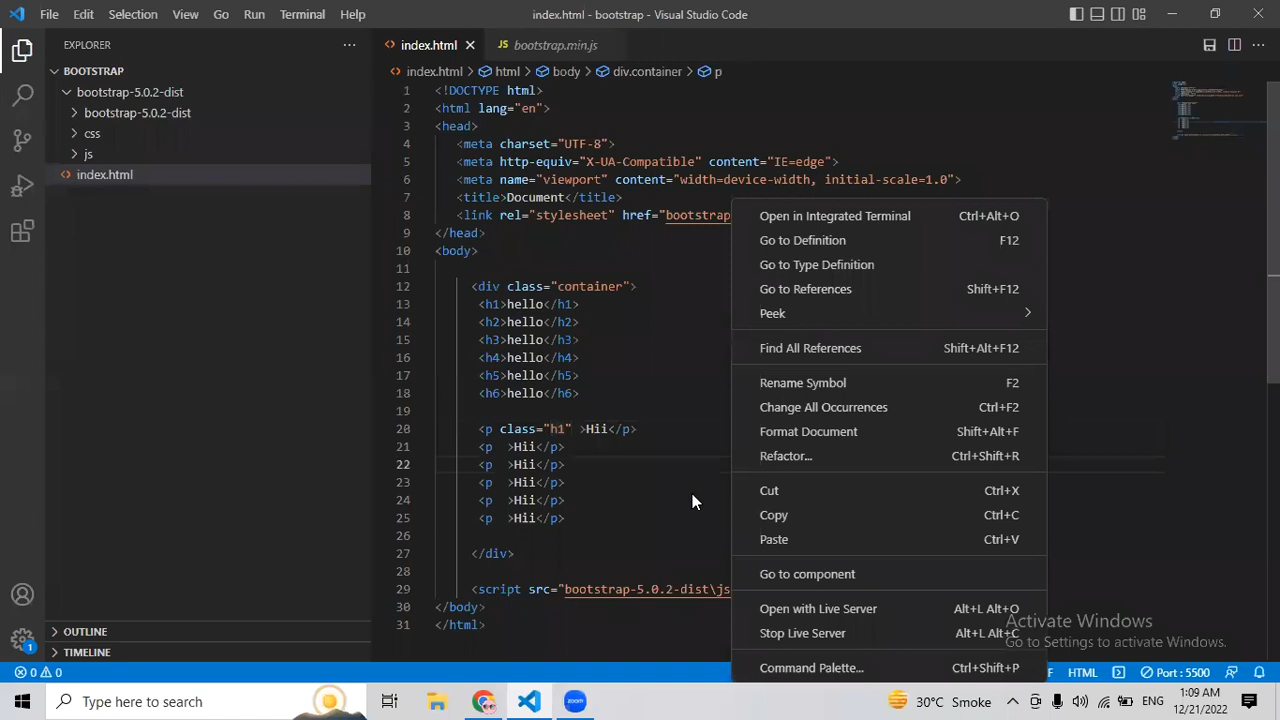 File Edit Selection View Go Run Terminal Help
index.html - bootstrap - Visual Studio Code
EXPLORER
BOOTSTRAP
bootstrap-5.0.2-dist
bootstrap-5.0.2-dist
css
js
index.html
OUTLINE
TIMELINE
index.html
JS bootstrap.min.js
index.html > html > body > div.container > p
1 <!DOCTYPE html>
2 <html lang="en">
3 <head>
4 <meta charset="UTF-8">
5 <meta http-equiv="X-UA-Compatible" content="IE=edge">
6 <meta name="viewport" content="width=device-width, initial-scale=1.0">
7 <title>Document</title>
8 <link rel="stylesheet" href="bootstrap
9 </head>
10 <body>
11
12 <div class="container">
13 <h1>hello</h1>
14 <h2>hello</h2>
15 <h3>hello</h3>
16 <h4>hello</h4>
17 <h5>hello</h5>
18 <h6>hello</h6>
19
20 <p class="h1" >Hii</p>
21 <p >Hii</p>
22 <p >Hii</p>
23 <p >Hii</p>
24 <p >Hii</p>
25 <p >Hii</p>
26
27 </div>
28
29 <script src="bootstrap-5.0.2-dist\js
30 </body>
31 </html>
Open in Integrated Terminal Ctrl+Alt+O
Go to Definition F12
Go to Type Definition
Go to References Shift+F12
Peek
Find All References Shift+Alt+F12
Rename Symbol F2
Change All Occurrences Ctrl+F2
Format Document Shift+Alt+F
Refactor... Ctrl+Shift+R
Cut Ctrl+X
Copy Ctrl+C
Paste Ctrl+V
Go to component
Open with Live Server Alt+L Alt+O
Stop Live Server Alt+L Alt+C
Command Palette... Ctrl+Shift+P
Activate Windows
Go to Settings to activate Windows.
1
0 0
F HTML Port : 5500
Type here to search
30°C Smoke
ENG
1:09 AM
12/21/2022